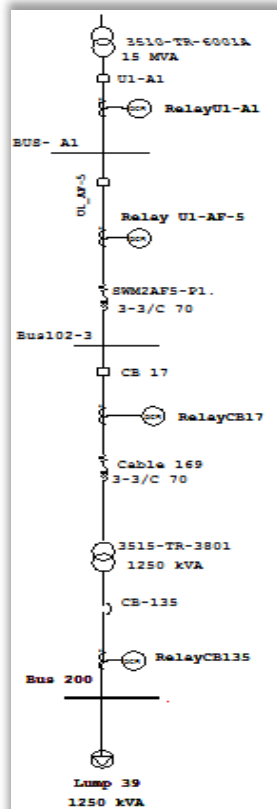 3510-TR-6001A
15 MVA
U1-A1
RelayU1-A1
BUS- A1
U1_AF-5
Relay U1-AF-5
SWM2AF5-P1.
3-3/C 70
Bus102-3
CB 17
RelayCB17
Cable 169
3-3/C 70
3515-TR-3801
1250 kVA
CB-135
RelayCB135
Bus 200
Lump 39
1250 kVA